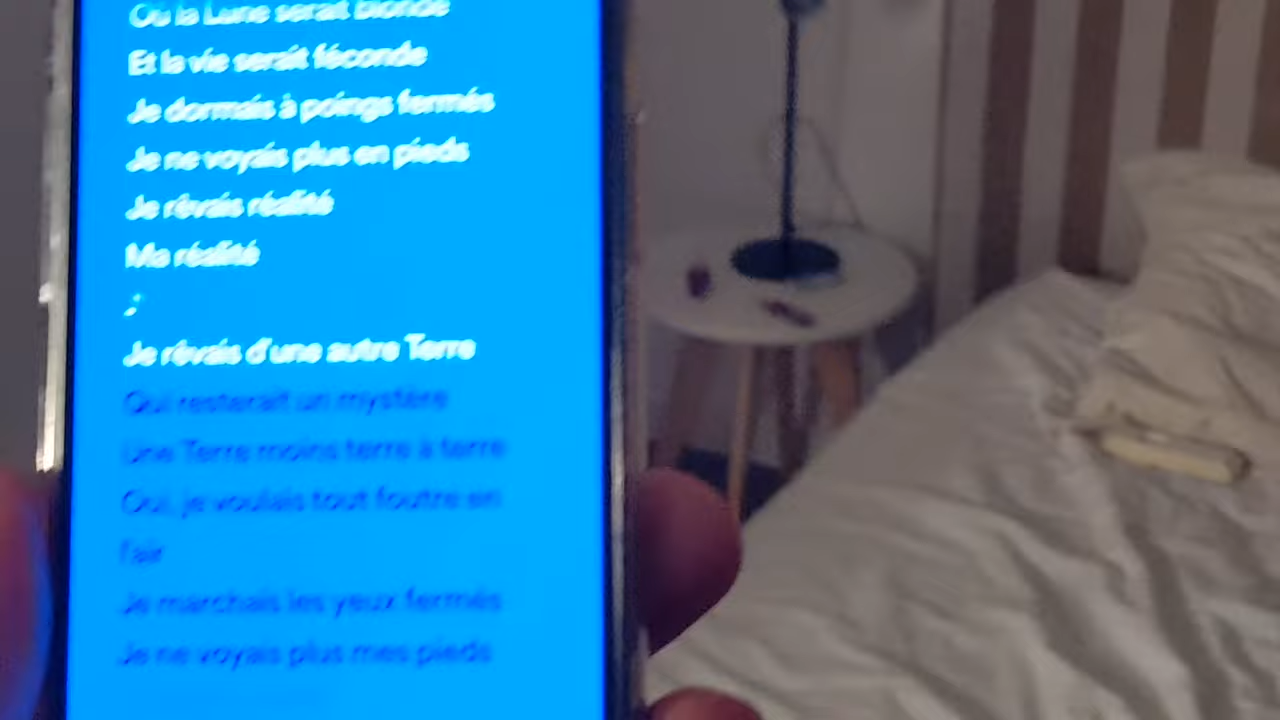 Où la Lune serait blonde
Et la vie serait féconde
Je dormais à poings fermés
Je ne voyais plus en pieds
Je rêvais réalité
Ma réalité
♪
Je rêvais d'une autre Terre
Qui resterait un mystère
Une Terre moins terre à terre
Oui, je voulais tout foutre en
l'air
Je marchais les yeux fermés
Je ne voyais plus mes pieds